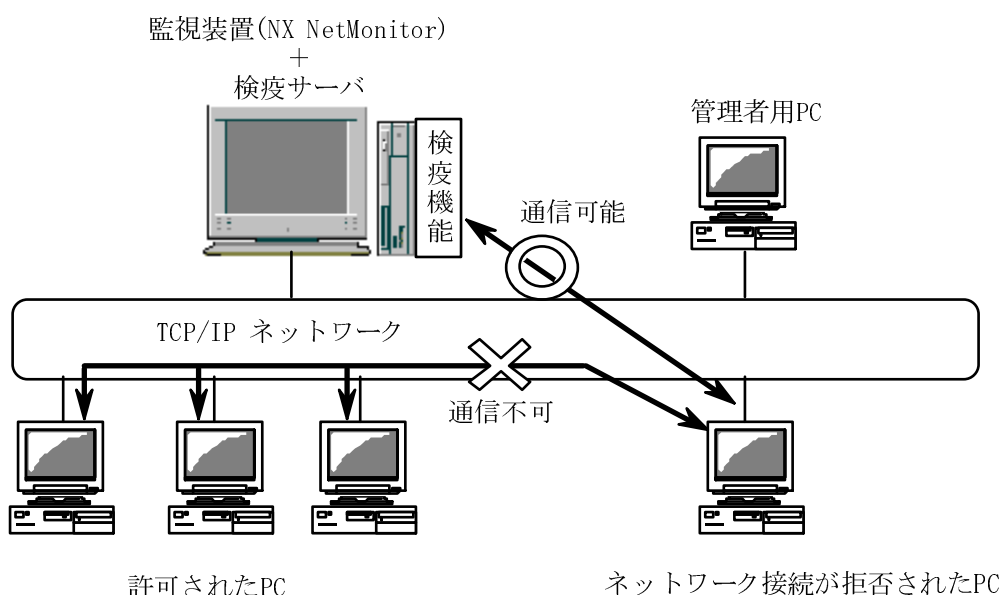 監視装置(NX NetMonitor)
＋
検疫サーバ
検疫機能
管理者用PC
通信可能
TCP/IP ネットワーク
通信不可
許可されたPC
ネットワーク接続が拒否されたPC